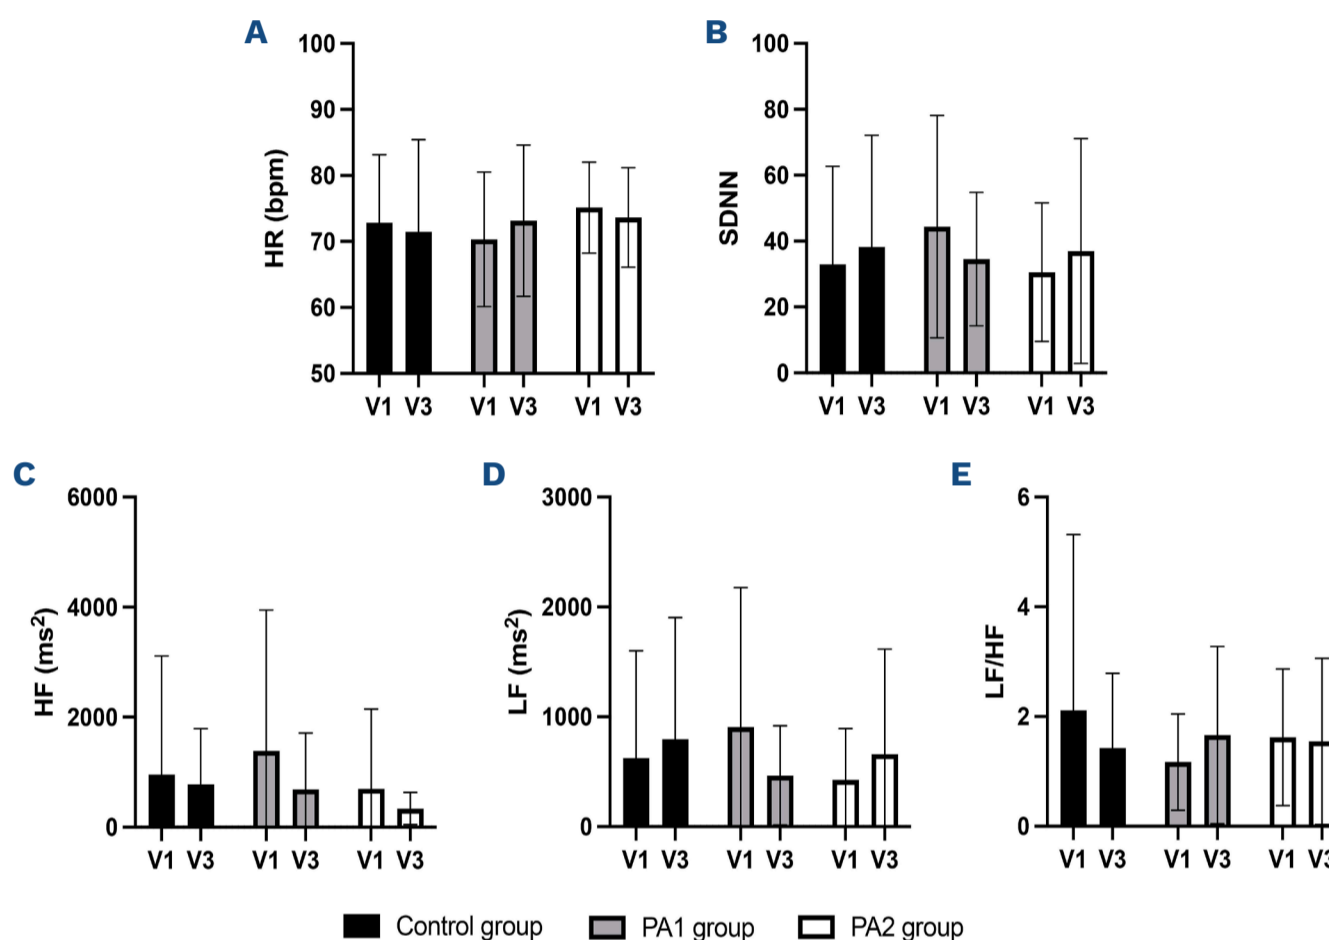 A
100
90
80
70
60
50
HR (bpm)
V1 V3 V1 V3 V1 V3
B
100
80
60
40
20
0
SDNN
V1 V3 V1 V3 V1 V3
C
6000
4000
2000
0
HF (ms²)
V1 V3 V1 V3 V1 V3
D
3000
2000
1000
0
LF (ms²)
V1 V3 V1 V3 V1 V3
E
6
4
2
0
LF/HF
V1 V3 V1 V3 V1 V3
Control group PA1 group PA2 group